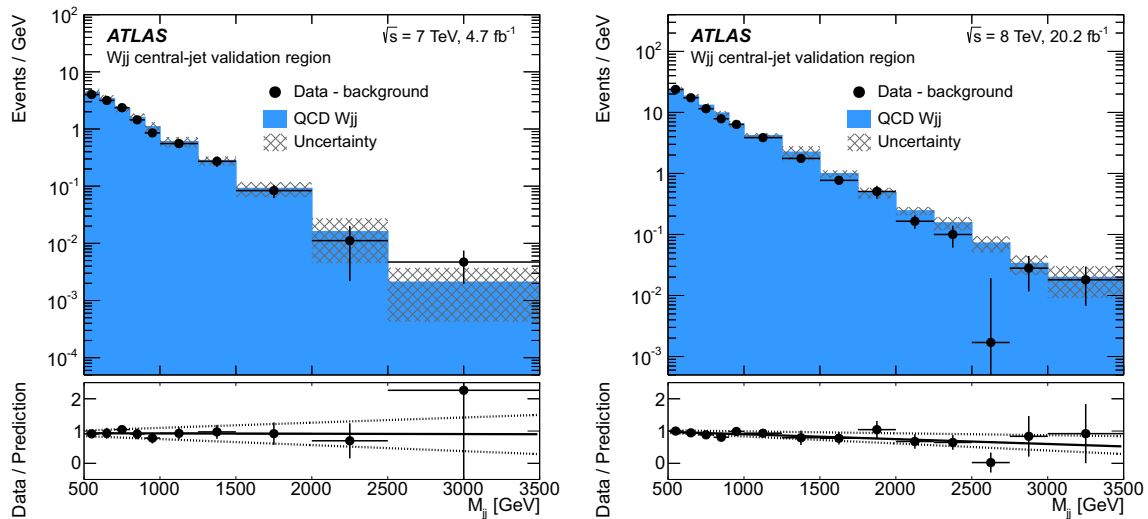 ATLAS
√s = 7 TeV, 4.7 fb⁻¹
Wjj central-jet validation region
Data - background
QCD Wjj
Uncertainty
Events / GeV
10²
10
1
10⁻¹
10⁻²
10⁻³
10⁻⁴
Data / Prediction
2
1
0
500 1000 1500 2000 2500 3000 3500
M_jj [GeV]
ATLAS
√s = 8 TeV, 20.2 fb⁻¹
Wjj central-jet validation region
Data - background
QCD Wjj
Uncertainty
Events / GeV
10²
10
1
10⁻¹
10⁻²
10⁻³
Data / Prediction
2
1
0
500 1000 1500 2000 2500 3000 3500
M_jj [GeV]